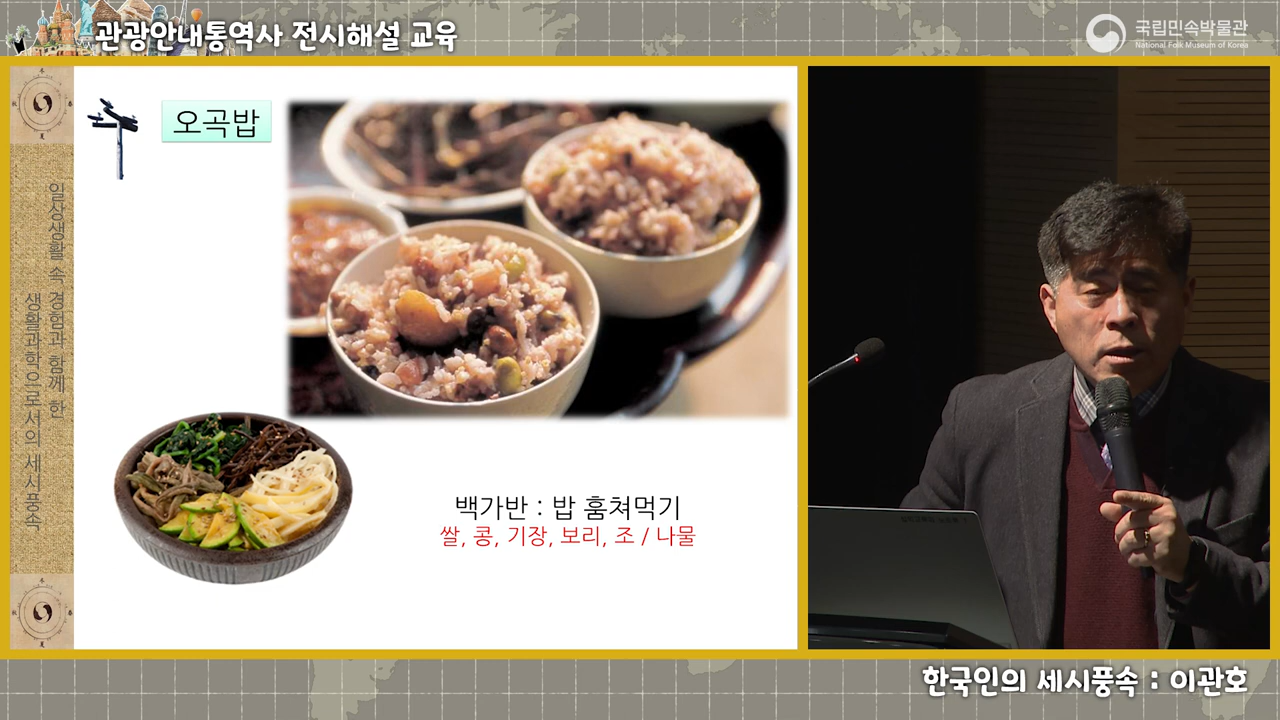 관광안내통역사 전시해설 교육
국립민속박물관
National Folk Museum of Korea
일상생활 속 경험과 함께 한
생활과학으로서의 세시풍속
오곡밥
백가반 : 밥 훔쳐먹기
쌀, 콩, 기장, 보리, 조 / 나물
한국인의 세시풍속 : 이관호